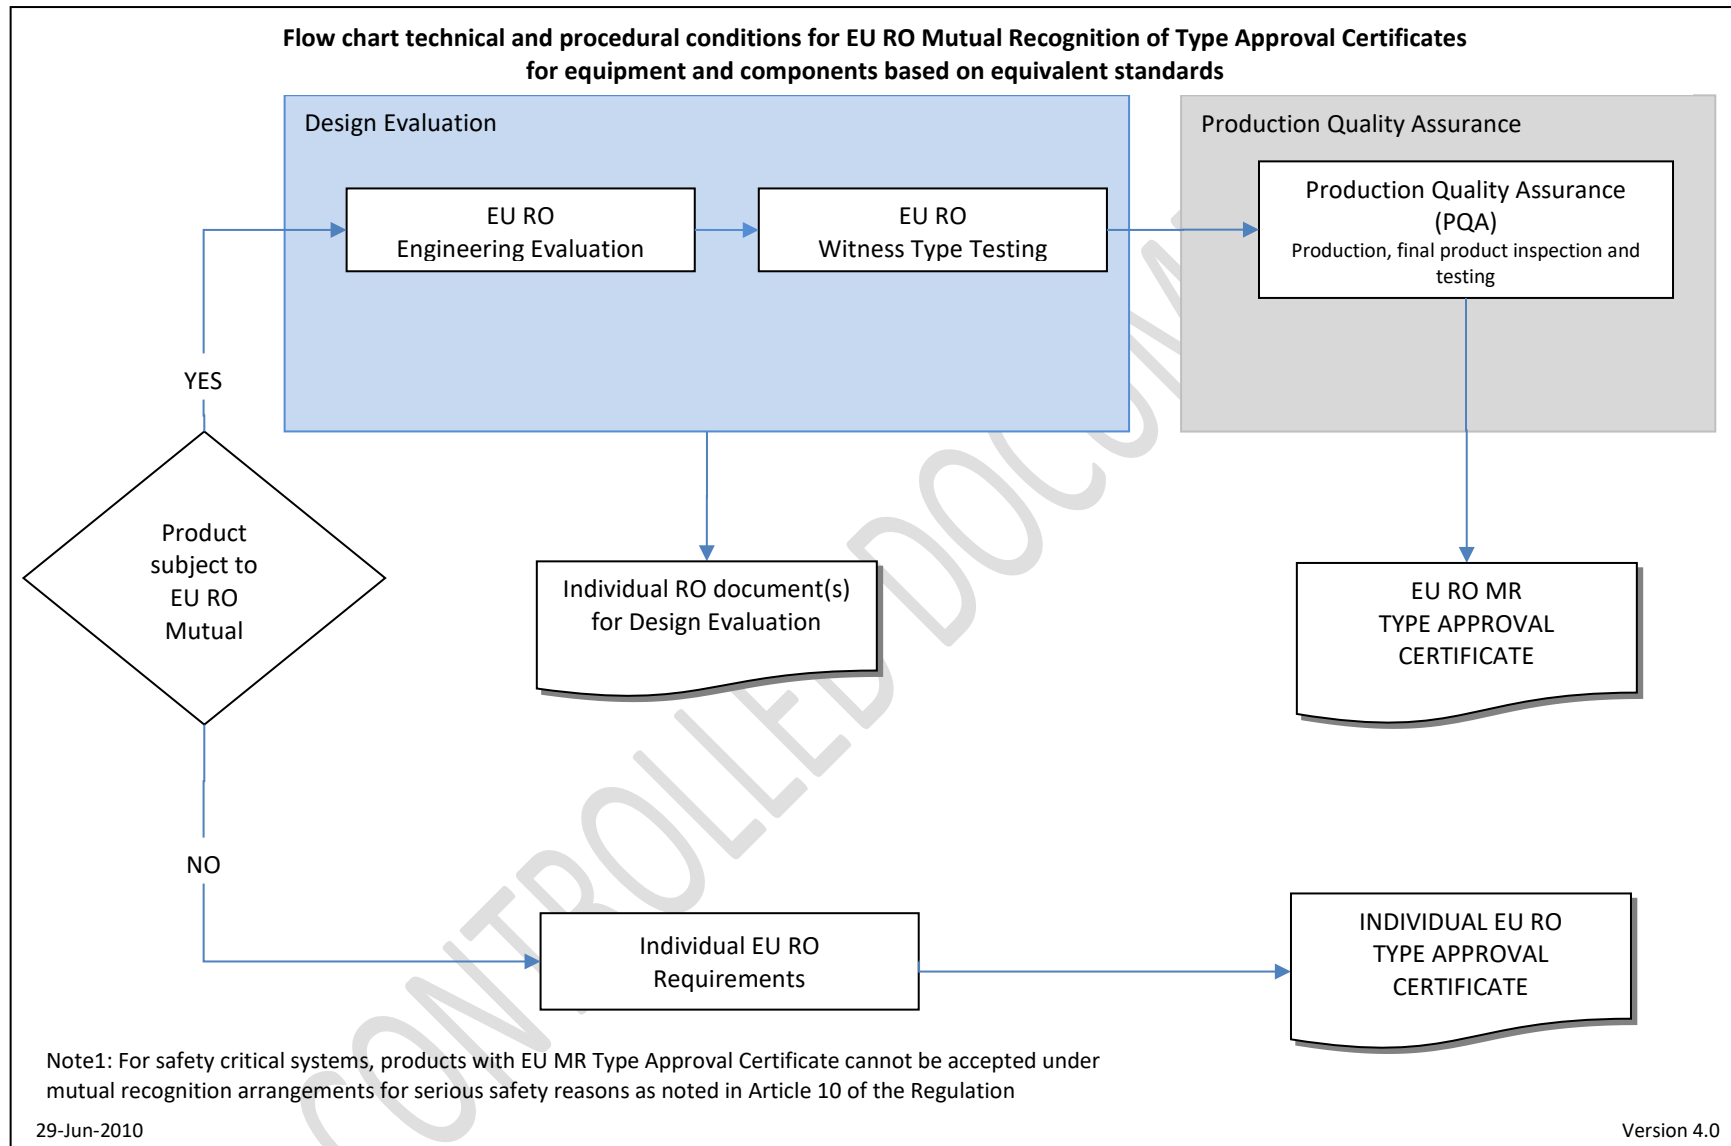 Flow chart technical and procedural conditions for EU RO Mutual Recognition of Type Approval Certificates
for equipment and components based on equivalent standards
Design Evaluation
Production Quality Assurance
EU RO
Engineering Evaluation
EU RO
Witness Type Testing
Production Quality Assurance
(PQA)
Production, final product inspection and
testing
YES
Product
subject to
EU RO
Mutual
Individual RO document(s)
for Design Evaluation
EU RO MR
TYPE APPROVAL
CERTIFICATE
NO
Individual EU RO
Requirements
INDIVIDUAL EU RO
TYPE APPROVAL
CERTIFICATE
Note1: For safety critical systems, products with EU MR Type Approval Certificate cannot be accepted under
mutual recognition arrangements for serious safety reasons as noted in Article 10 of the Regulation
29-Jun-2010
Version 4.0
CONTROLLED DOCUM